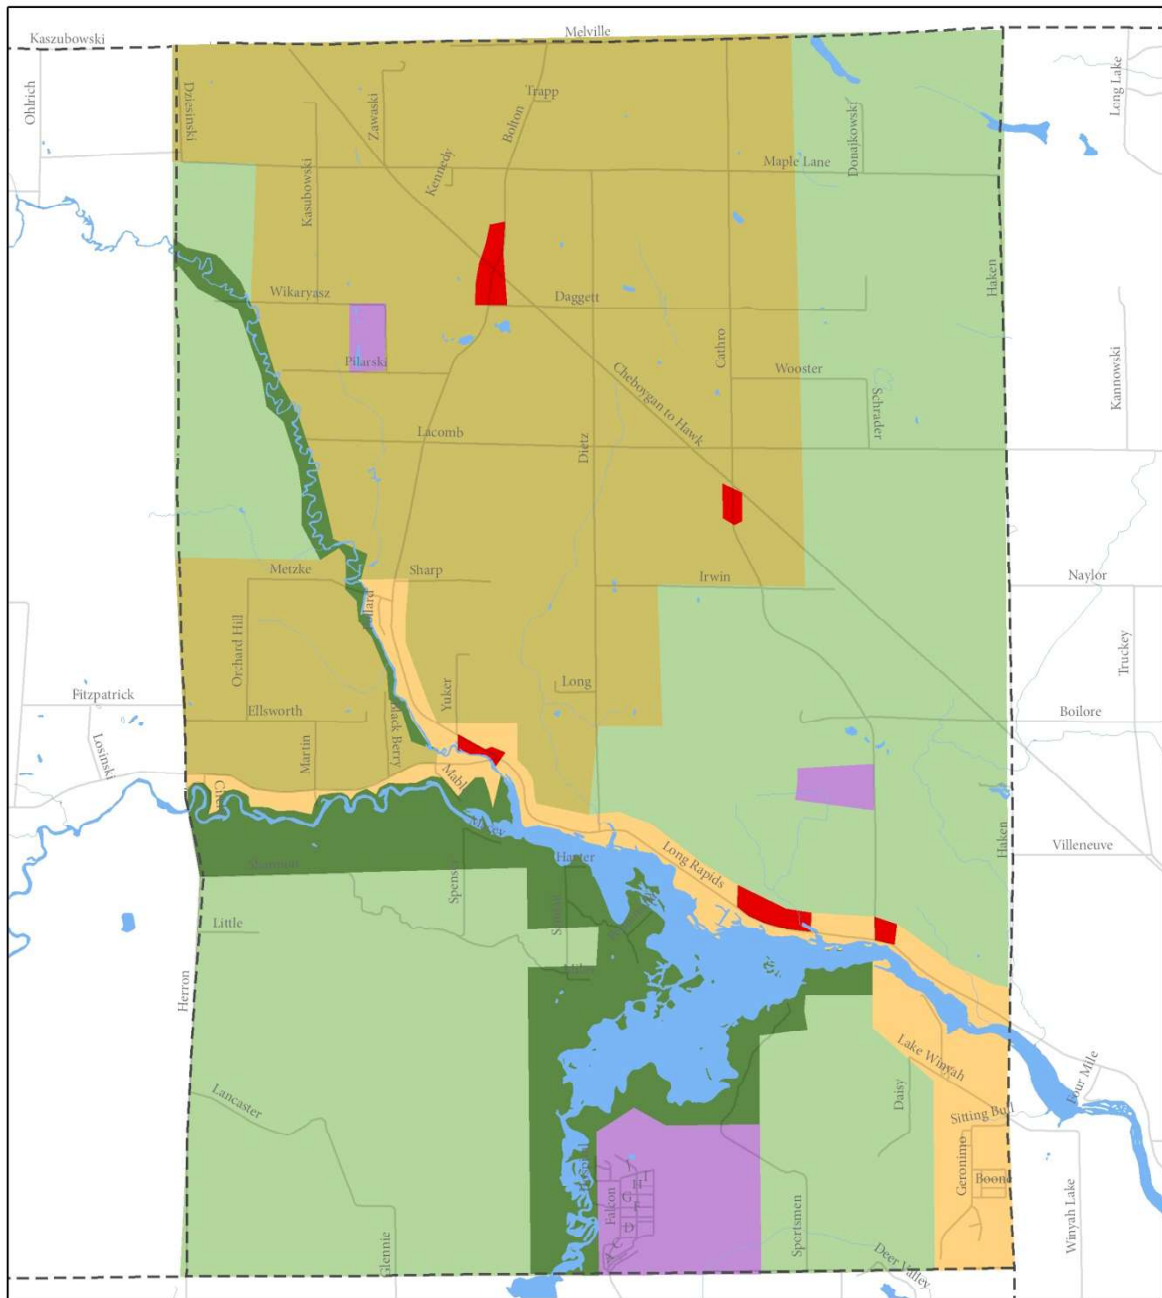 Kaszubowski
Melville
Ohlrich
Dziesinski
Zawaski
Trapp
Bolton
Long Lake
Donajkowski
Maple Lane
Kennedy
Kasubowski
Haken
Wikaryasz
Daggett
Pilarski
Cathro
Wooster
Cheboygan to Hawk
Schrader
Kannowski
Lacomb
Dietz
Metzke
Sharp
Irwin
Naylor
Orchard Hill
Truckey
Fitzpatrick
Yuker
Long
Ellsworth
Black Berry
Boilore
Losinski
Martin
Haken
Villeneuve
Harter
Long Rapids
Spenser
Little
Herron
Lake Winyah
Four Mile
Daisy
Lancaster
Sitting Bull
Geronimo
Boone
Falcon
I
H
G
F
D
Sportsmen
Glennie
Deer Valley
Winyah Lake